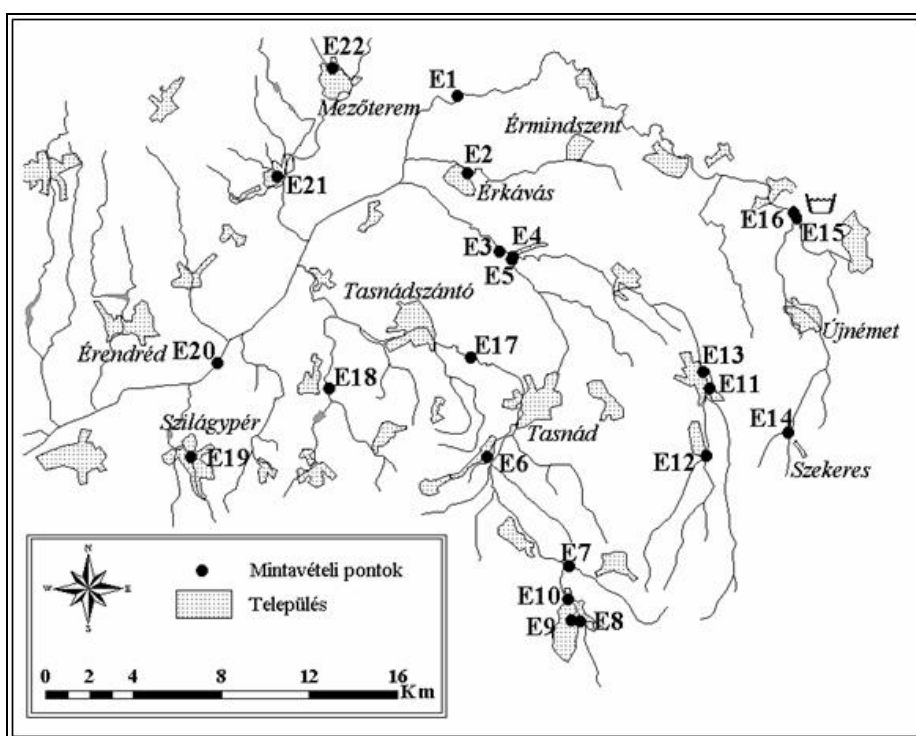 E22
E1
Mezőterem
Érmindszent
E2
E21
Érkávás
E16
E15
E3
E4
E5
Tasnádszántó
Újnémet
Érendréd
E20
E17
E13
E18
E11
Szilágypér
Tasnád
E14
E19
E6
E12
Szekeres
E7
E10
E9
E8
N
W
E
S
Mintavételi pontok
Település
0 2 4 8 12 16
Km